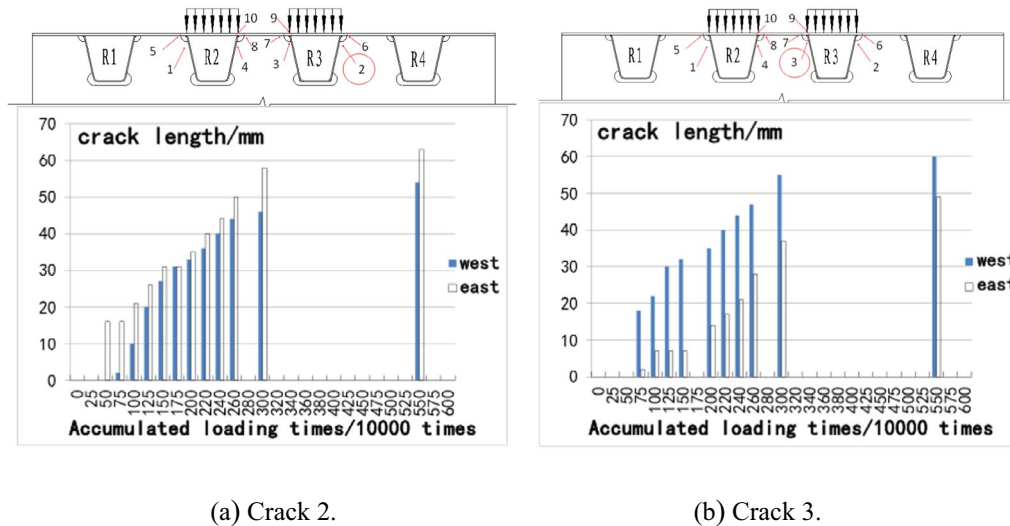 10 9
5 8 7 6
R1 R2 R3 R4
1 4 3 2
70
crack length/mm
60
50
40
30
20
10
0
west
east
0 25 50 75 100 125 150 175 200 220 240 260 280 300 320 340 360 380 400 425 450 475 500 525 550 575 600
Accumulated loading times/10000 times
(a) Crack 2.
10 9
5 8 7 6
R1 R2 R3 R4
1 4 3 2
70
crack length/mm
60
50
40
30
20
10
0
west
east
0 25 50 75 100 125 150 175 200 220 240 260 280 300 320 340 360 380 400 425 450 475 500 525 550 575 600
Accumulated loading times/10000 times
(b) Crack 3.